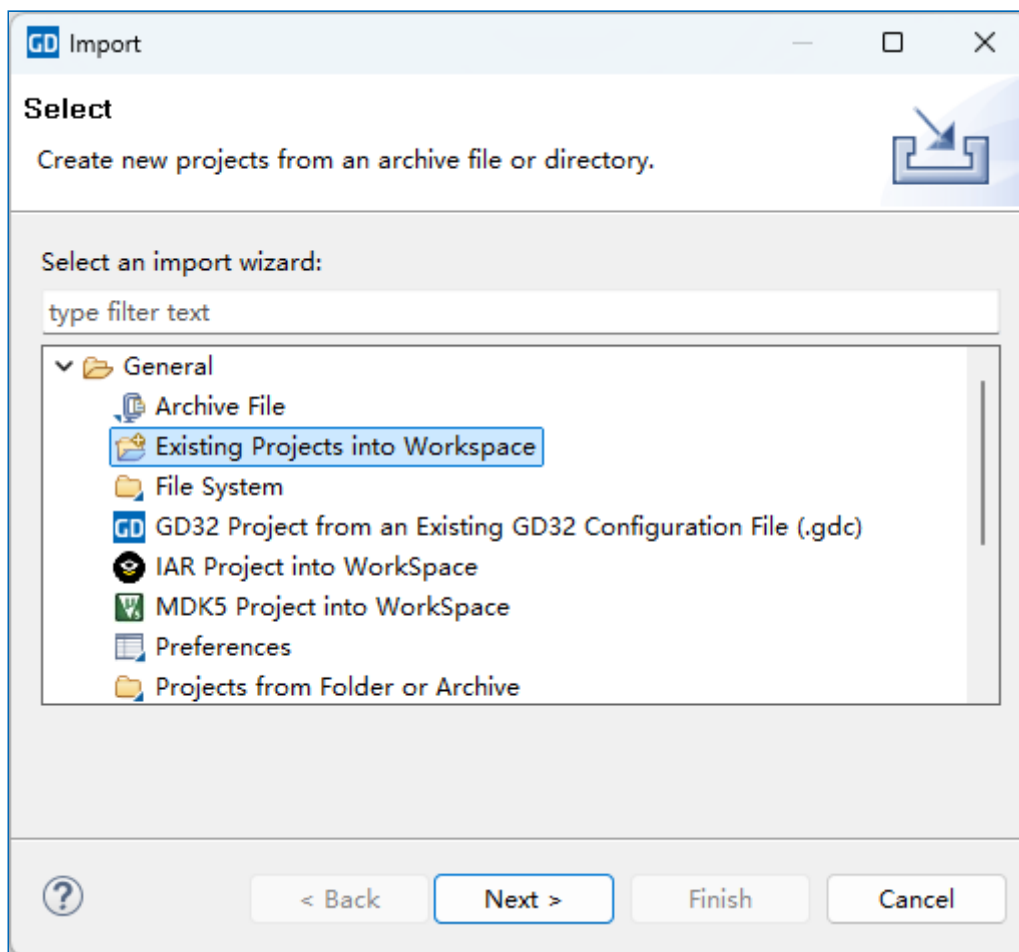 GD Import
Select
Create new projects from an archive file or directory.
Select an import wizard:
type filter text
General
Archive File
Existing Projects into Workspace
File System
GD GD32 Project from an Existing GD32 Configuration File (.gdc)
IAR Project into WorkSpace
MDK5 Project into WorkSpace
Preferences
Projects from Folder or Archive
? < Back Next > Finish Cancel